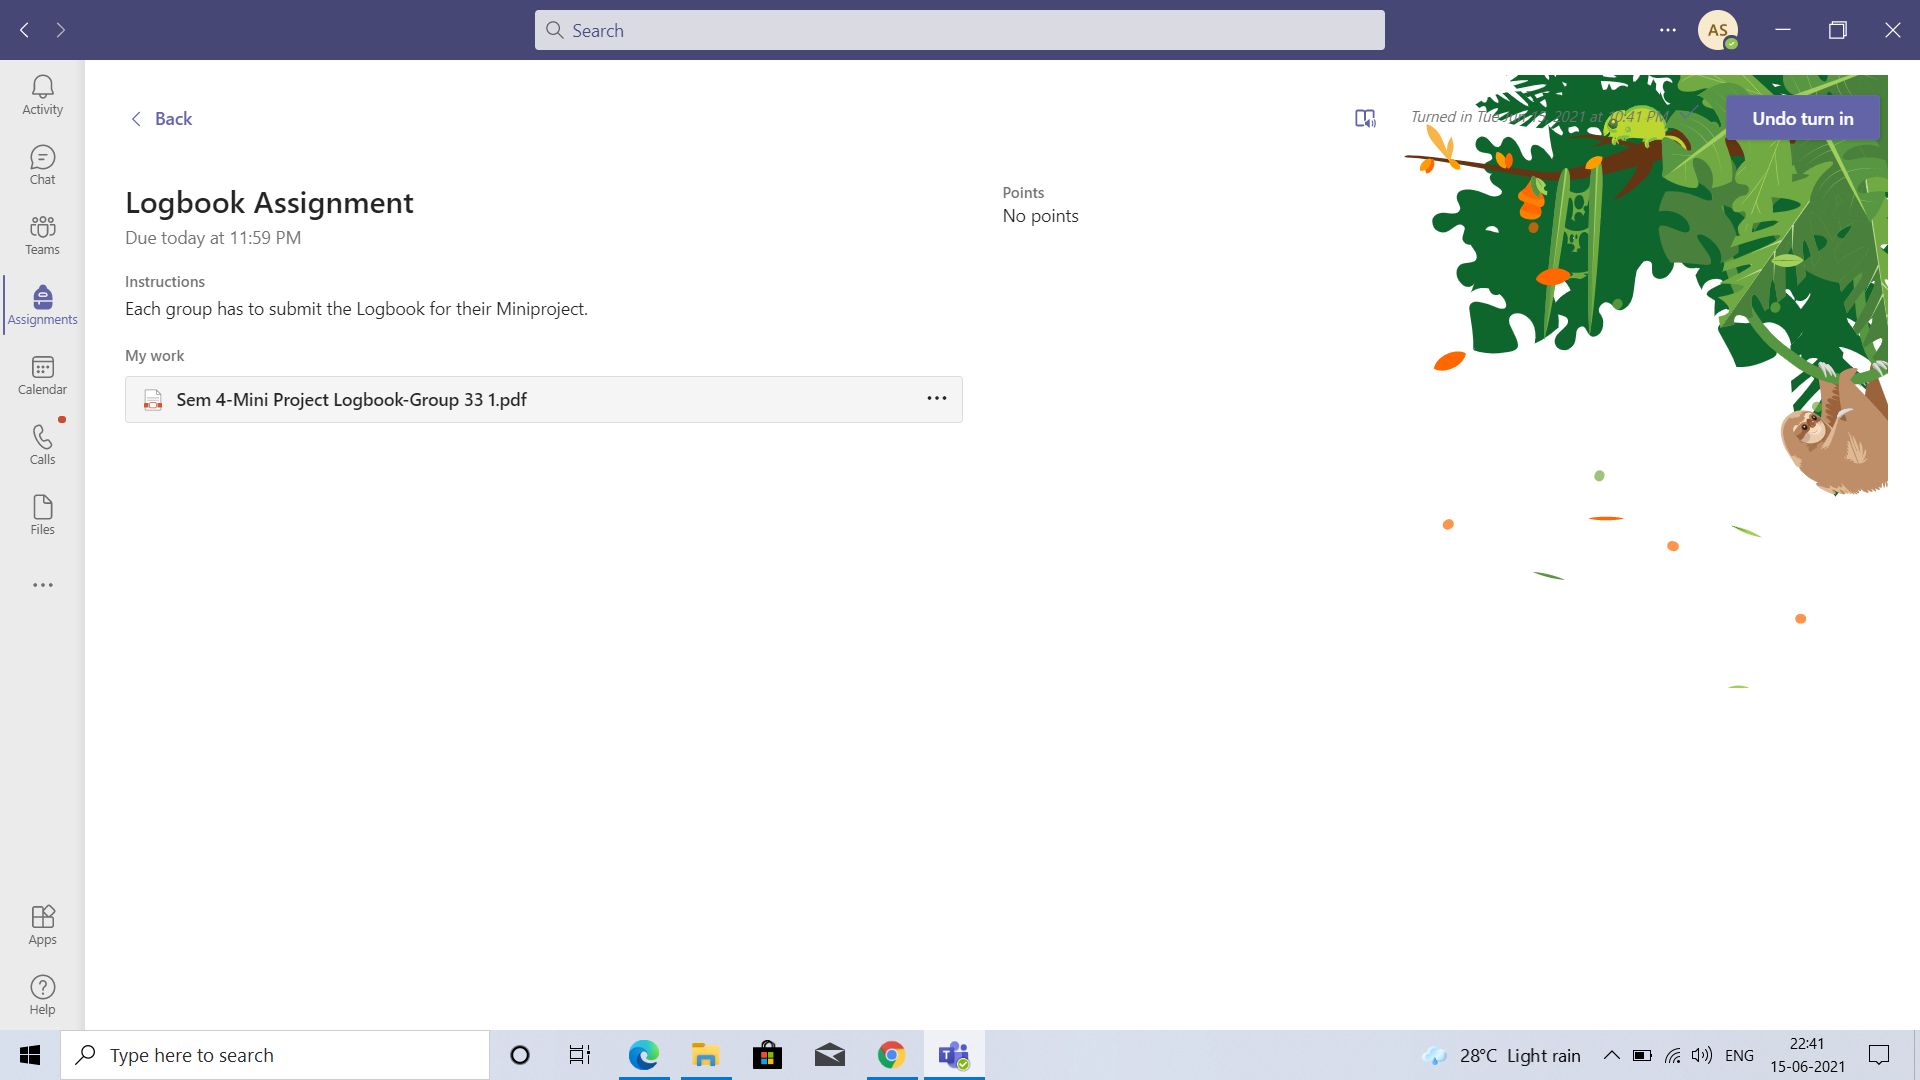 Search
AS
Activity
Chat
Teams
Assignments
Calendar
Calls
Files
Apps
Help
Back
Turned in Tue Jun 15, 2021 at 10:41 PM
Undo turn in
Logbook Assignment
Due today at 11:59 PM
Points
No points
Instructions
Each group has to submit the Logbook for their Miniproject.
My work
Sem 4-Mini Project Logbook-Group 33 1.pdf
Type here to search
28°C Light rain
ENG
22:41
15-06-2021